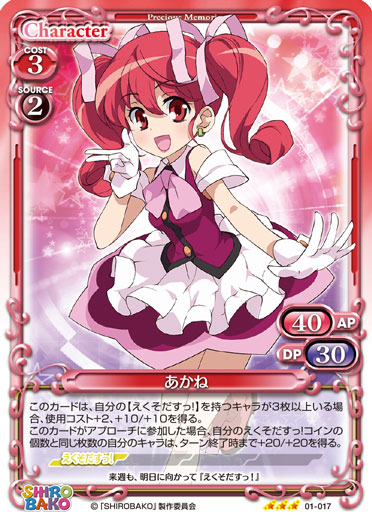 Precious Memories
Character
COST
3
SOURCE
2
40 AP
DP 30
あかね
このカードは、自分の【えくそだすっ!】を持つキャラが3枚以上いる場
合、使用コスト+2、+10/+10を得る。
このカードがアプローチに参加した場合、自分のえくそだすっ!コインの
個数と同じ枚数の自分のキャラは、ターン終了時まで+20/+20を得る。
えくそだすっ!
来週も、明日に向かって『えくそだすっ!』
SHIRO
BAKO
©「SHIROBAKO」製作委員会
★★★ 01-017